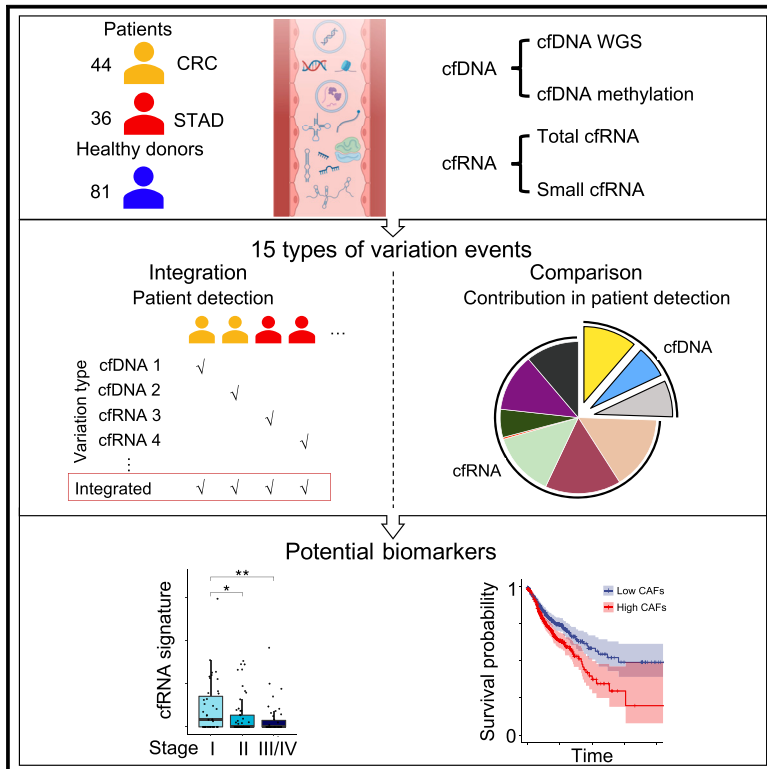 Patients
44 CRC
36 STAD
Healthy donors
81
cfDNA
cfDNA WGS
cfDNA methylation
cfRNA
Total cfRNA
Small cfRNA
15 types of variation events
Integration
Patient detection
...
Variation type
cfDNA 1 √
cfDNA 2 √
cfRNA 3 √
cfRNA 4 √
⋮
Integrated √ √ √ √
Comparison
Contribution in patient detection
cfDNA
cfRNA
Potential biomarkers
cfRNA signature
**
*
Stage I II III/IV
Survival probability
1
0
Low CAFs
High CAFs
Time